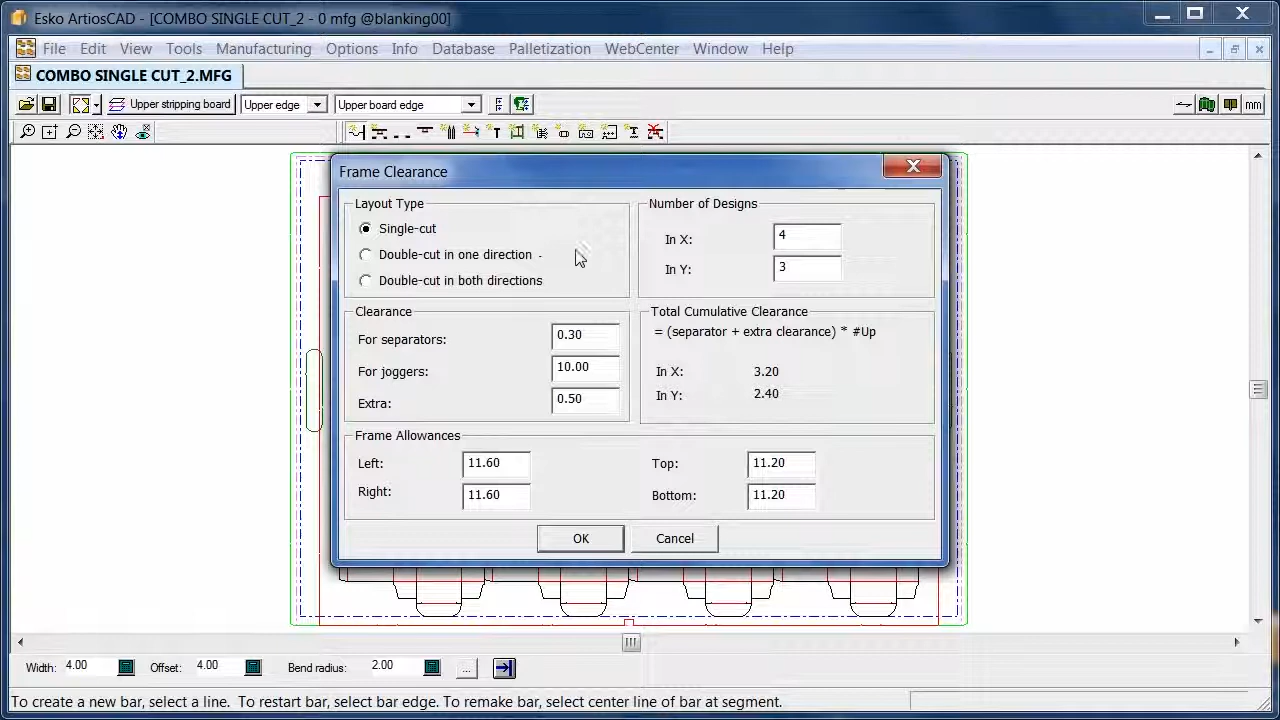 Esko ArtiosCAD - [COMBO SINGLE CUT_2 - 0 mfg @blanking00]
File Edit View Tools Manufacturing Options Info Database Palletization WebCenter Window Help
COMBO SINGLE CUT_2.MFG
Upper stripping board Upper edge Upper board edge mm
Frame Clearance
Layout Type
Single-cut
Double-cut in one direction -
Double-cut in both directions
Number of Designs
In X: 4
In Y: 3
Clearance
For separators: 0.30
For joggers: 10.00
Extra: 0.50
Total Cumulative Clearance
= (separator + extra clearance) * #Up
In X: 3.20
In Y: 2.40
Frame Allowances
Left: 11.60 Top: 11.20
Right: 11.60 Bottom: 11.20
OK Cancel
Width: 4.00 Offset: 4.00 Bend radius: 2.00 ...
To create a new bar, select a line. To restart bar, select bar edge. To remake bar, select center line of bar at segment.